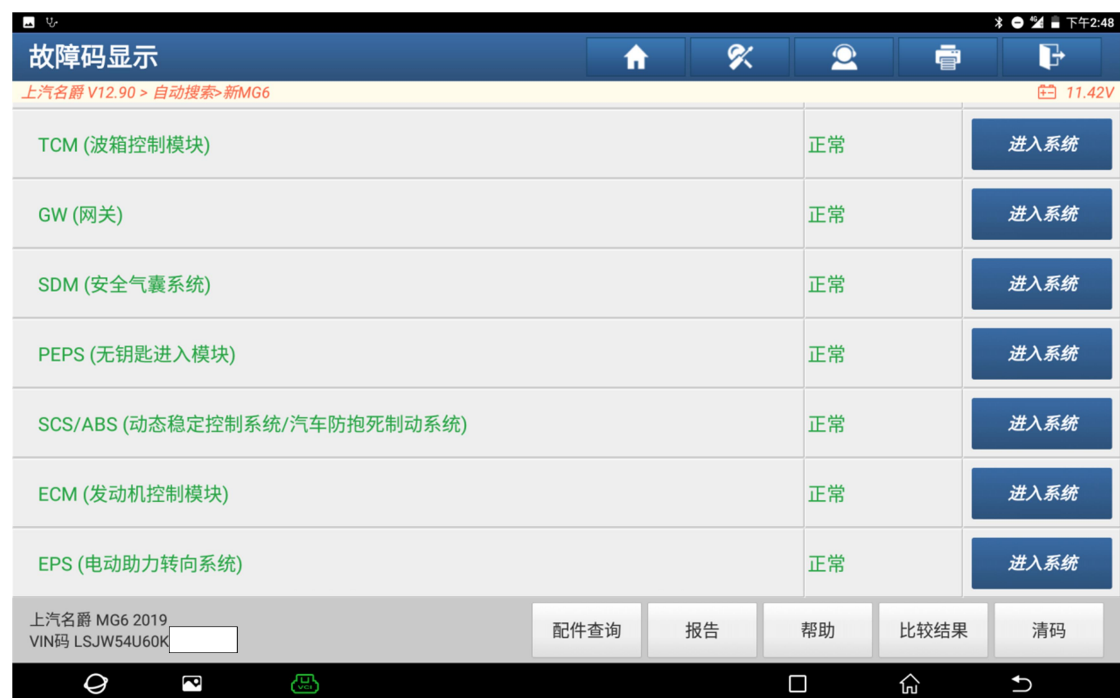 4G 下午2:48
故障码显示
上汽名爵 V12.90 > 自动搜索>新MG6 11.42V
TCM (波箱控制模块) 正常 进入系统
GW (网关) 正常 进入系统
SDM (安全气囊系统) 正常 进入系统
PEPS (无钥匙进入模块) 正常 进入系统
SCS/ABS (动态稳定控制系统/汽车防抱死制动系统) 正常 进入系统
ECM (发动机控制模块) 正常 进入系统
EPS (电动助力转向系统) 正常 进入系统
上汽名爵 MG6 2019
VIN码 LSJW54U60K
配件查询 报告 帮助 比较结果 清码
VCI